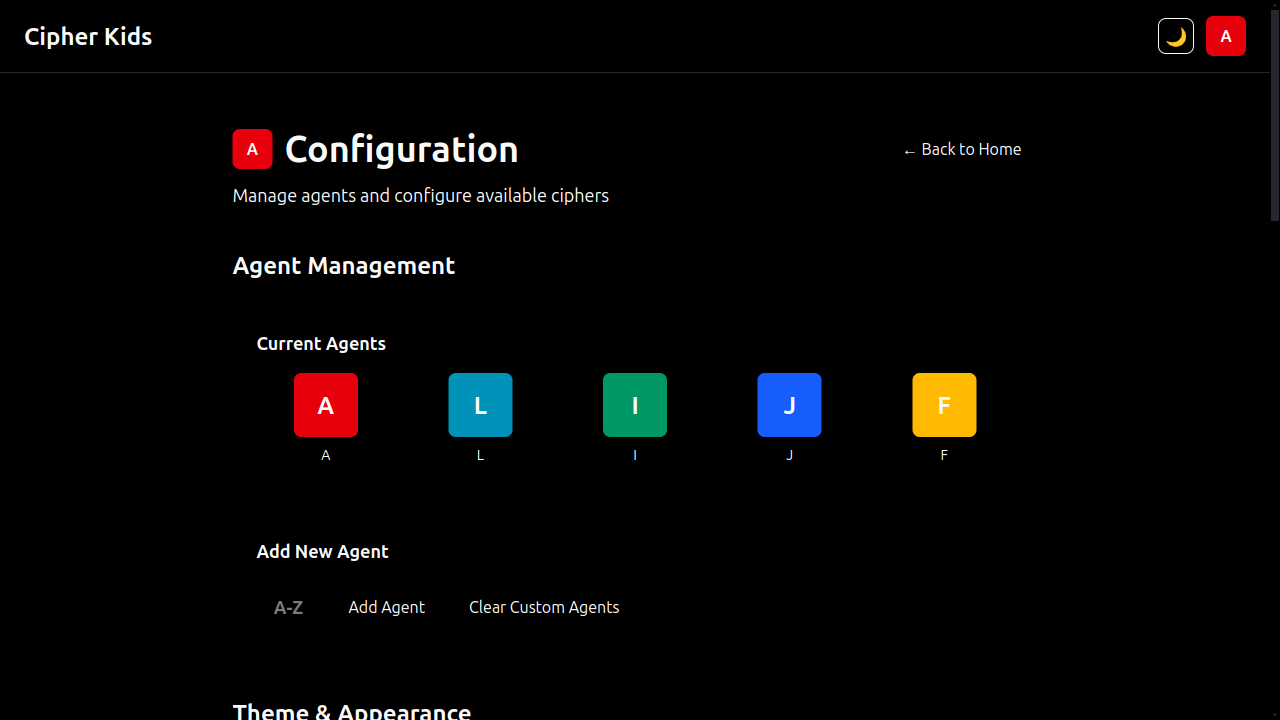 Cipher Kids
🌙 A
A Configuration
← Back to Home
Manage agents and configure available ciphers
Agent Management
Current Agents
A L I J F
A L I J F
Add New Agent
A-Z Add Agent Clear Custom Agents
Theme & Appearance